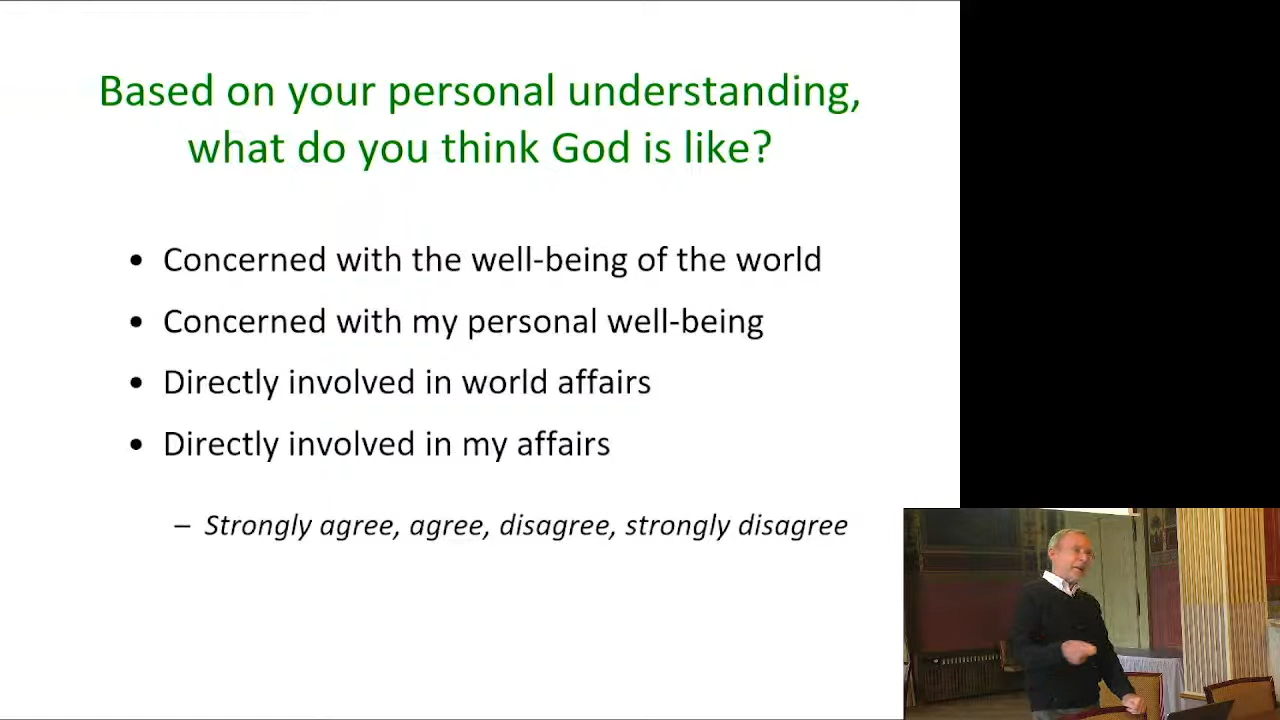 Based on your personal understanding,
what do you think God is like?
• Concerned with the well-being of the world
• Concerned with my personal well-being
• Directly involved in world affairs
• Directly involved in my affairs
– Strongly agree, agree, disagree, strongly disagree